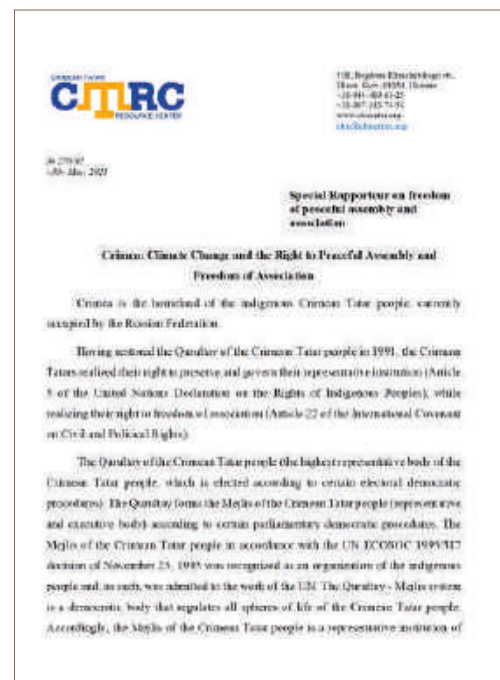 CRIMEAN TATAR
CTRC
RESOURCE CENTER
May, 2021
Special Rapporteur on freedom
of peaceful assembly and
association
Crimea: Climate Change and the Right to Peaceful Assembly and
Freedom of Association
Crimea is the homeland of the indigenous Crimean Tatar people, currently
occupied by the Russian Federation.
Having restored the Qurultay of the Crimean Tatar people in 1991, the Crimean
Tatars realized their right to preserve and govern their representative institution (Article
of the United Nations Declaration on the Rights of Indigenous Peoples), while
realizing their right to freedom of association (Article 22 of the International Covenant
on Civil and Political Rights)
The Qurultay of the Crimean Tatar people (the highest representative body of the
Crimean Tatar people, which is elected according to certain electoral democratic
procedures). The Qurultay forms the Mejlis of the Crimean Tatar people (representative
and executive body) according to certain parliamentary democratic procedures. The
Mejlis of the Crimean Tatar people in accordance with the UN ECOSOC 1995/317
decision of November 25, 1995 was recognized as an organization of the indigenous
people and, as such, was admitted to the work of the UN. The Qurultay - Mejlis system
is a democratic body that regulates all spheres of life of the Crimean Tatar people.
Accordingly, the Mejlis of the Crimean Tatar people is a representative institution of